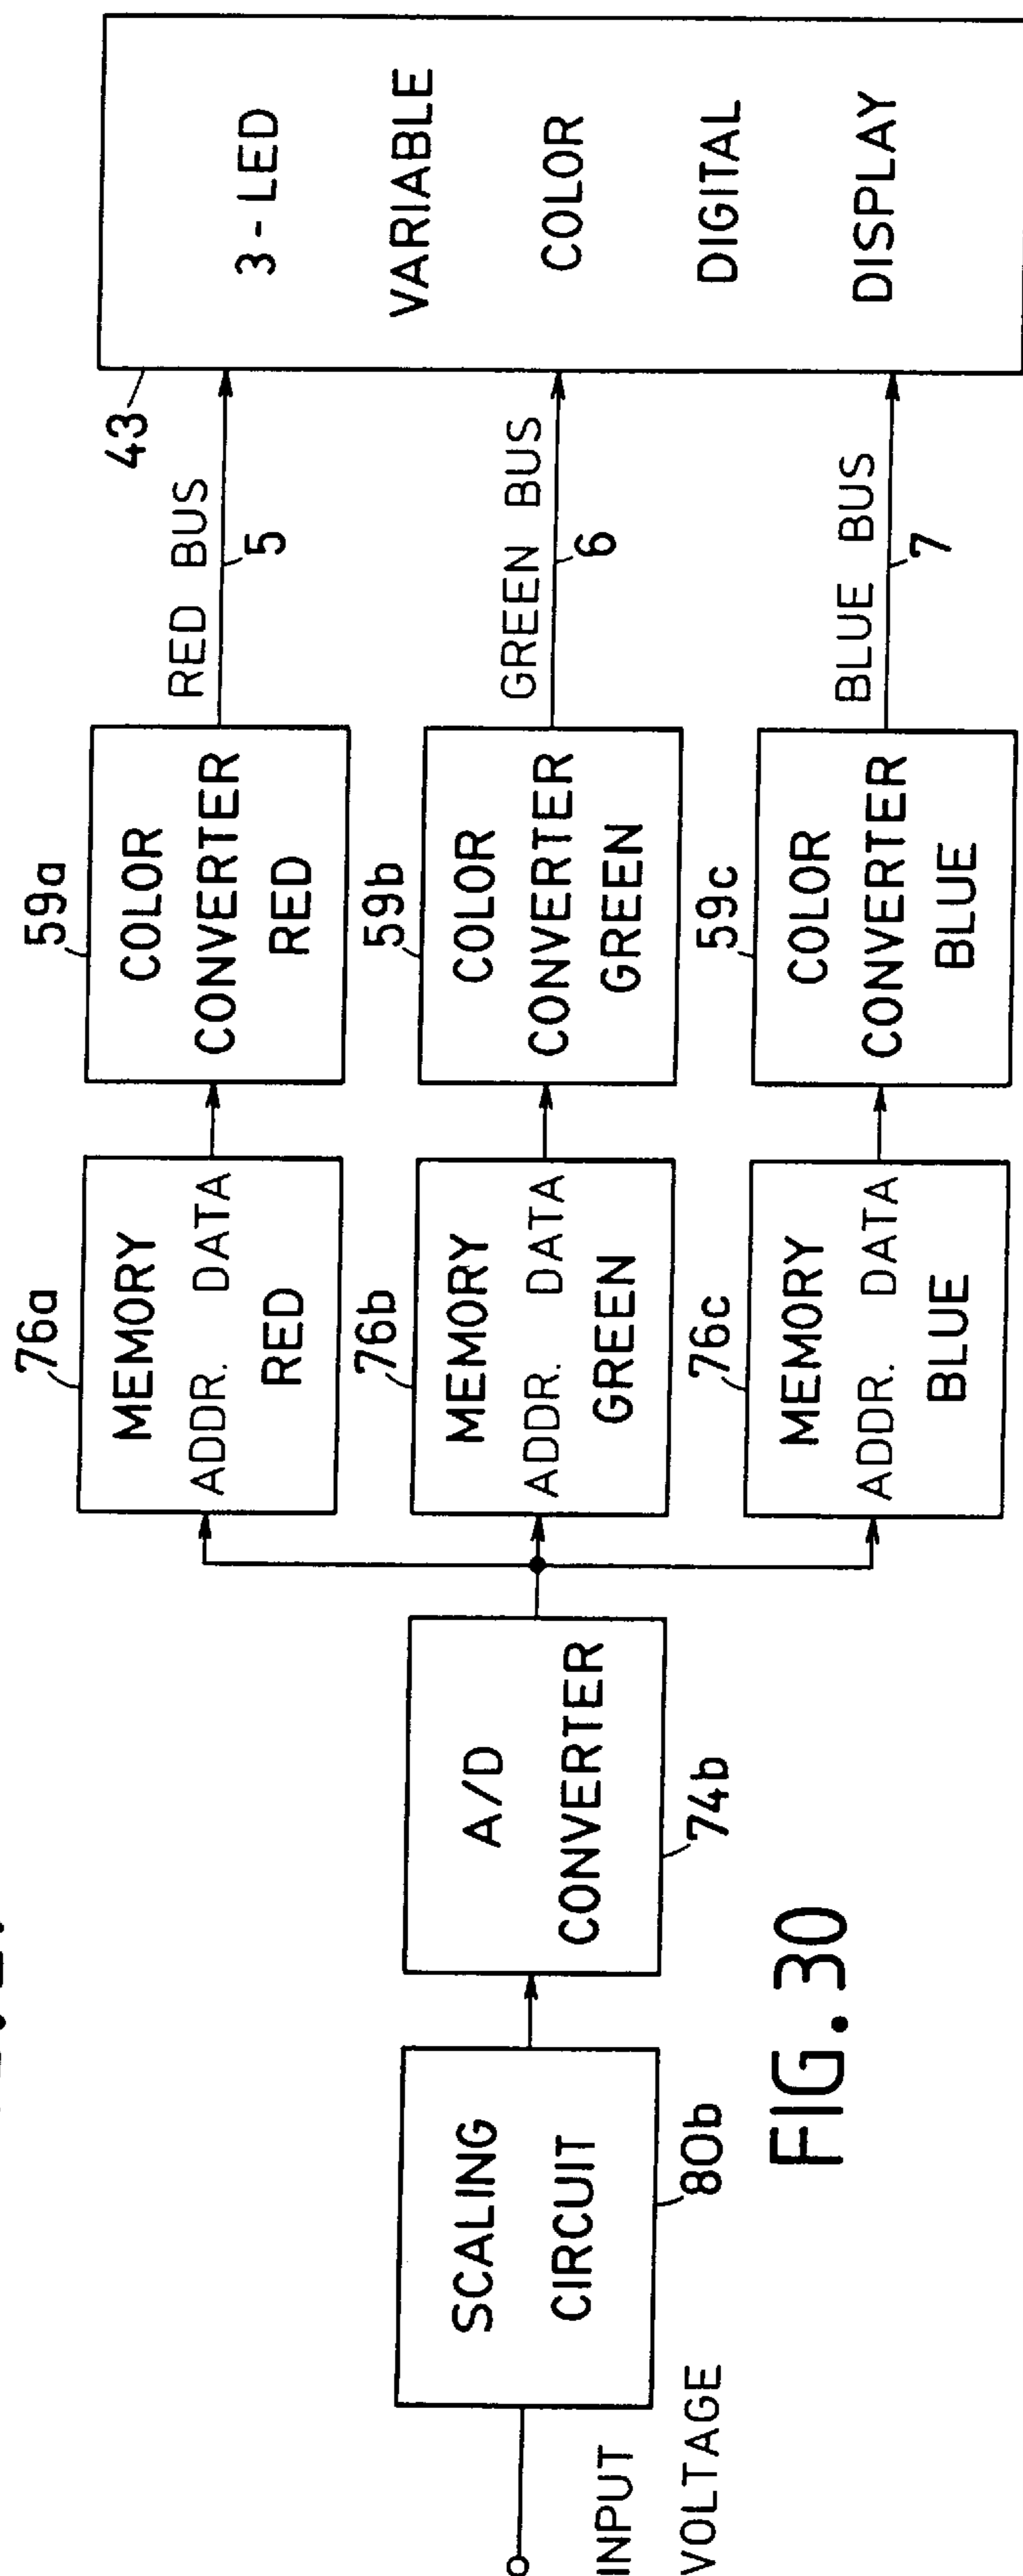 INPUT
VOLTAGE
SCALING
CIRCUIT
80b
A/D
CONVERTER
74b
76a
MEMORY
ADDR. DATA
RED
76b
MEMORY
ADDR. DATA
GREEN
76c
MEMORY
ADDR. DATA
BLUE
59a
COLOR
CONVERTER
RED
59b
COLOR
CONVERTER
GREEN
59c
COLOR
CONVERTER
BLUE
RED BUS
5
GREEN BUS
6
BLUE BUS
7
43
3-LED
VARIABLE
COLOR
DIGITAL
DISPLAY
FIG. 30